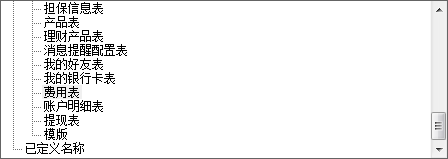 担保信息表
产品表
理财产品表
消息提醒配置表
我的好友表
我的银行卡表
费用表
账户明细表
提现表
模版
已定义名称